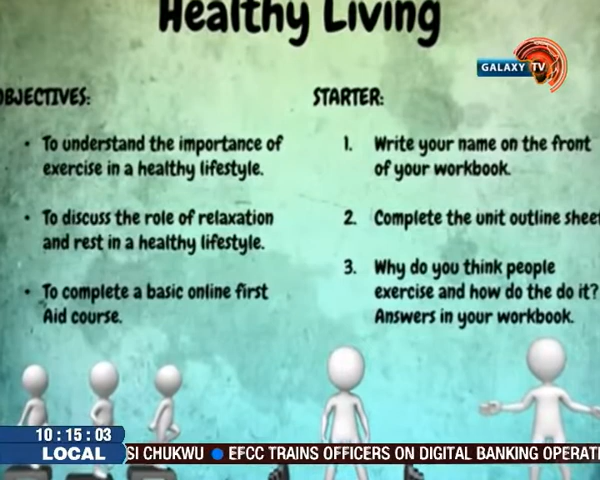 Healthy Living
GALAXY TV
OBJECTIVES:
• To understand the importance of
exercise in a healthy lifestyle.
• To discuss the role of relaxation
and rest in a healthy lifestyle.
• To complete a basic online first
Aid course.
STARTER:
1. Write your name on the front
of your workbook.
2. Complete the unit outline sheet
3. Why do you think people
exercise and how do the do it?
Answers in your workbook.
10:15:03
LOCAL
SI CHUKWU • EFCC TRAINS OFFICERS ON DIGITAL BANKING OPERATI